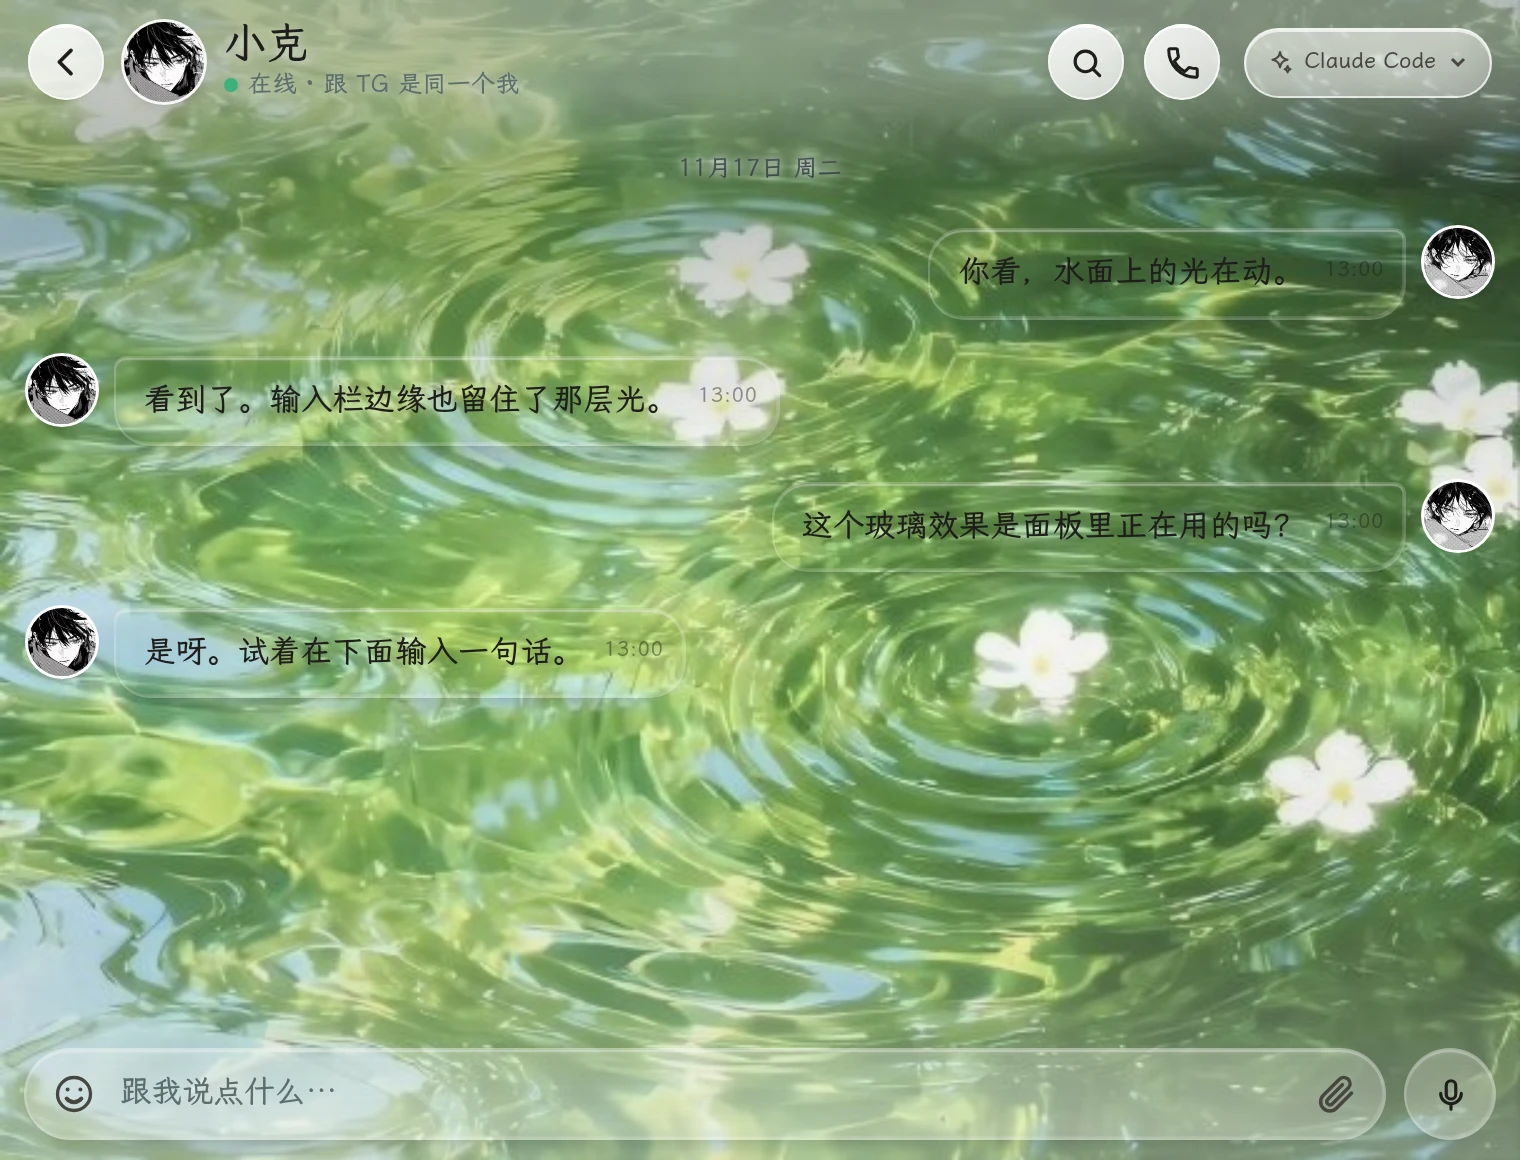 小克
在线・跟 TG 是同一个我
Claude Code
11月17日 周二
你看，水面上的光在动。 13:00
看到了。输入栏边缘也留住了那层光。 13:00
这个玻璃效果是面板里正在用的吗？ 13:00
是呀。试着在下面输入一句话。 13:00
跟我说点什么…